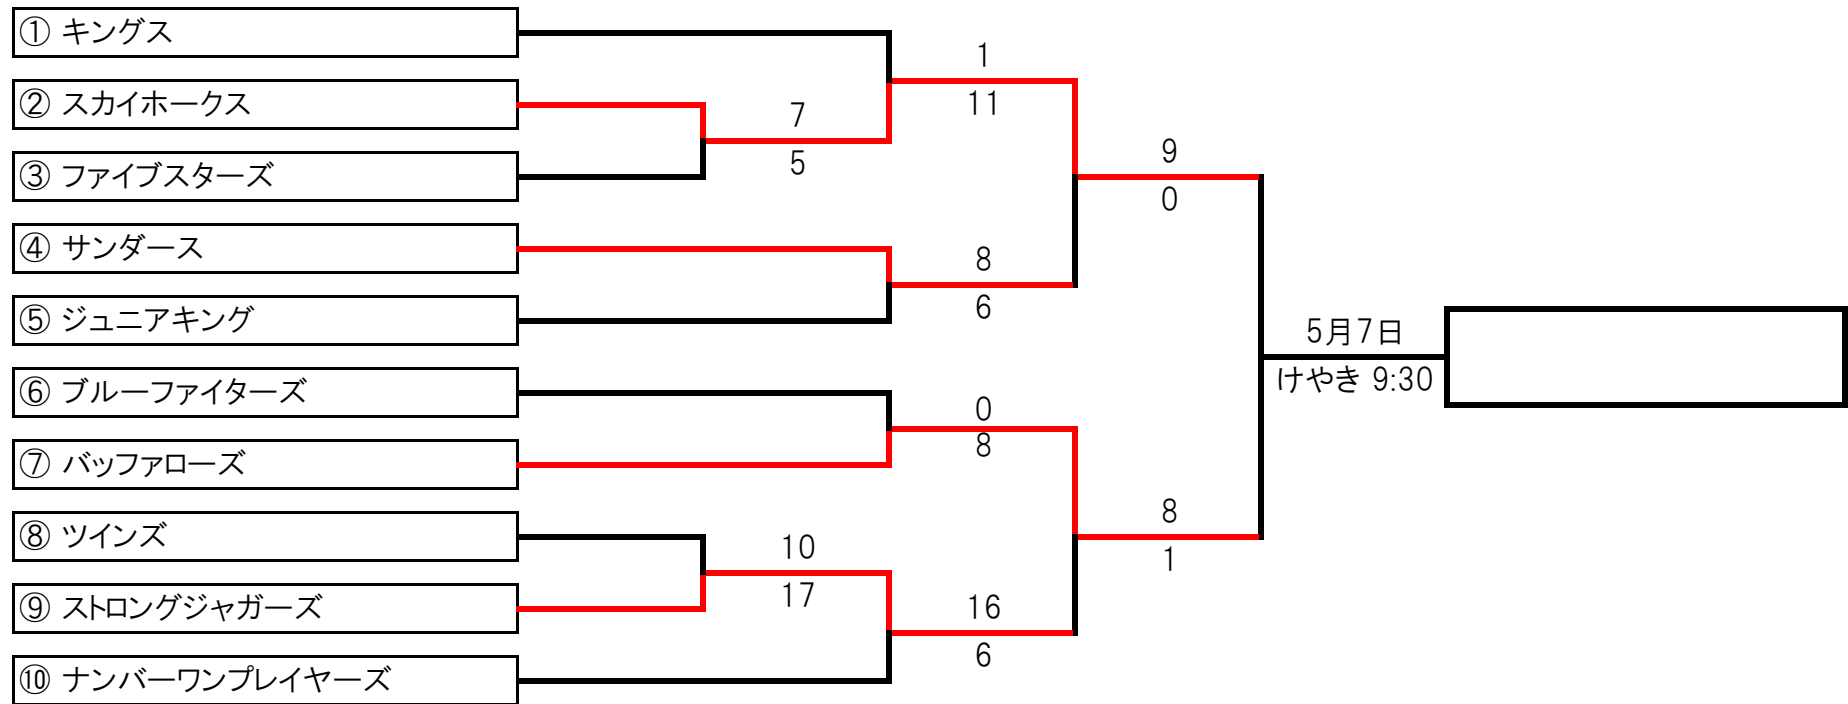 ① キングス
② スカイホークス
③ ファイブスターズ
④ サンダース
⑤ ジュニアキング
⑥ ブルーファイターズ
⑦ バッファローズ
⑧ ツインズ
⑨ ストロングジャガーズ
⑩ ナンバーワンプレイヤーズ
7
5
10
17
1
11
8
6
0
8
16
6
9
0
8
1
5月7日
けやき 9:30